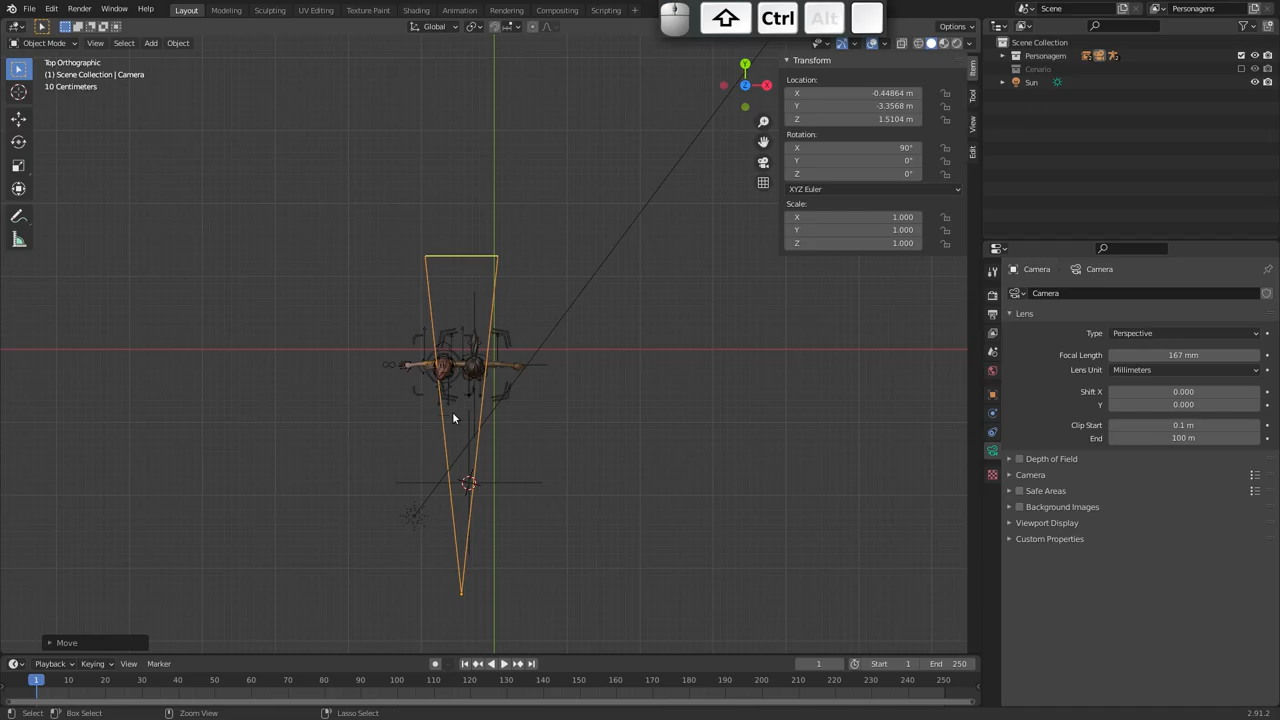 File Edit Render Window Help Layout Modeling Sculpting UV Editing Texture Paint Shading Animation Rendering Compositing Scripting Shift Ctrl Alt Scene Personagens
Global Options
Object Mode View Select Add Object
Top Orthographic
(1) Scene Collection | Camera
10 Centimeters
Y
Z
X
Transform
Location:
X -0.44864 m
Y -3.3568 m
Z 1.5104 m
Rotation:
X 90°
Y 0°
Z 0°
XYZ Euler
Scale:
X 1.000
Y 1.000
Z 1.000
Item
Tool
View
Edit
Scene Collection
Personagem
Cenario
Sun
Camera Camera
Camera
Lens
Type Perspective
Focal Length 167 mm
Lens Unit Millimeters
Shift X 0.000
Y 0.000
Clip Start 0.1 m
End 100 m
Depth of Field
Camera
Safe Areas
Background Images
Viewport Display
Custom Properties
Move
Playback Keying View Marker 1 Start 1 End 250
1 10 20 30 40 50 60 70 80 90 100 110 120 130 140 150 160 170 180 190 200 210 220 230 240 250
Select Box Select Zoom View Lasso Select 2.91.2